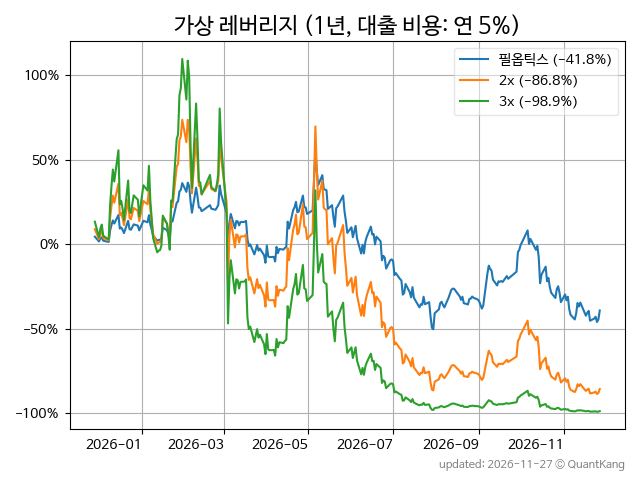 가상 레버리지 (1년, 대출 비용: 연 5%)
필옵틱스 (−41.8%)
2x (−86.8%)
3x (−98.9%)
100%
50%
0%
−50%
−100%
2026−01 2026−03 2026−05 2026−07 2026−09 2026−11
updated: 2026−11−27 ⓒ QuantKang